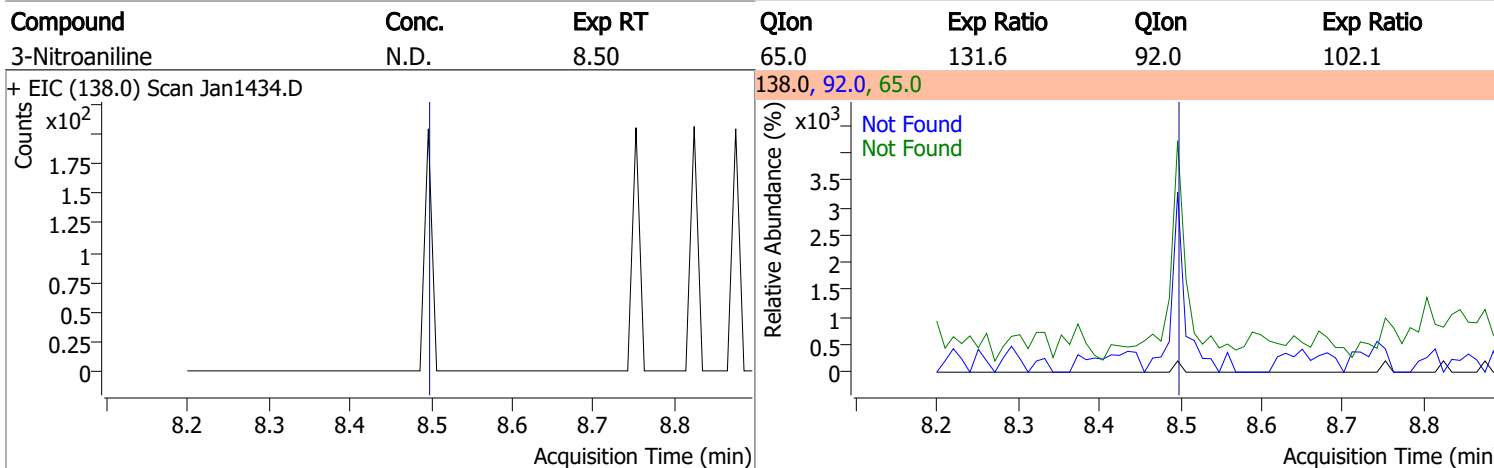 Compound Conc. Exp RT QIon Exp Ratio QIon Exp Ratio
3-Nitroaniline N.D. 8.50 65.0 131.6 92.0 102.1
+ EIC (138.0) Scan Jan1434.D
Counts
x10²
1.75
1.5
1.25
1
0.75
0.5
0.25
0
8.2 8.3 8.4 8.5 8.6 8.7 8.8
Acquisition Time (min)
138.0, 92.0, 65.0
Relative Abundance (%)
x10³
Not Found
Not Found
3.5
3
2.5
2
1.5
1
0.5
0
8.2 8.3 8.4 8.5 8.6 8.7 8.8
Acquisition Time (min